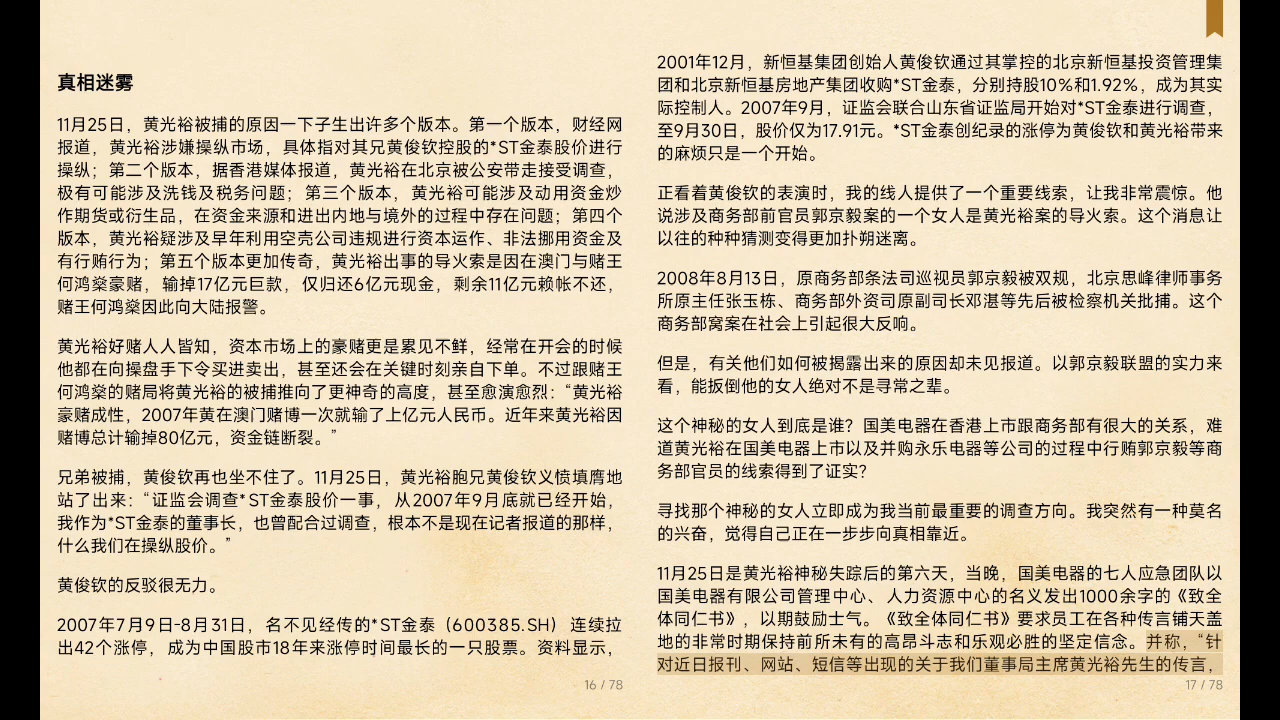 真相迷雾
11月25日，黄光裕被捕的原因一下子生出许多个版本。第一个版本，财经网
报道，黄光裕涉嫌操纵市场，具体指对其兄黄俊钦控股的*ST金泰股价进行
操纵；第二个版本，据香港媒体报道，黄光裕在北京被公安带走接受调查，
极有可能涉及洗钱及税务问题；第三个版本，黄光裕可能涉及动用资金炒
作期货或衍生品，在资金来源和进出内地与境外的过程中存在问题；第四个
版本，黄光裕疑涉及早年利用空壳公司违规进行资本运作、非法挪用资金及
有行贿行为；第五个版本更加传奇，黄光裕出事的导火索是因在澳门与赌王
何鸿燊豪赌，输掉17亿元巨款，仅归还6亿元现金，剩余11亿元赖帐不还，
赌王何鸿燊因此向大陆报警。
黄光裕好赌人人皆知，资本市场上的豪赌更是累见不鲜，经常在开会的时候
他都在向操盘手下令买进卖出，甚至还会在关键时刻亲自下单。不过跟赌王
何鸿燊的赌局将黄光裕的被捕推向了更神奇的高度，甚至愈演愈烈：“黄光裕
豪赌成性，2007年黄在澳门赌博一次就输了上亿元人民币。近年来黄光裕因
赌博总计输掉80亿元，资金链断裂。”
兄弟被捕，黄俊钦再也坐不住了。11月25日，黄光裕胞兄黄俊钦义愤填膺地
站了出来：“证监会调查*ST金泰股价一事，从2007年9月底就已经开始，
我作为*ST金泰的董事长，也曾配合过调查，根本不是现在记者报道的那样，
什么我们在操纵股价。”
黄俊钦的反驳很无力。
2007年7月9日-8月31日，名不见经传的*ST金泰（600385.SH）连续拉
出42个涨停，成为中国股市18年来涨停时间最长的一只股票。资料显示，
16 / 78
2001年12月，新恒基集团创始人黄俊钦通过其掌控的北京新恒基投资管理集
团和北京新恒基房地产集团收购*ST金泰，分别持股10%和1.92%，成为其实
际控制人。2007年9月，证监会联合山东省证监局开始对*ST金泰进行调查，
至9月30日，股价仅为17.91元。*ST金泰创纪录的涨停为黄俊钦和黄光裕带来
的麻烦只是一个开始。
正看着黄俊钦的表演时，我的线人提供了一个重要线索，让我非常震惊。他
说涉及商务部前官员郭京毅案的一个女人是黄光裕案的导火索。这个消息让
以往的种种猜测变得更加扑朔迷离。
2008年8月13日，原商务部条法司巡视员郭京毅被双规，北京思峰律师事务
所原主任张玉栋、商务部外资司原副司长邓湛等先后被检察机关批捕。这个
商务部窝案在社会上引起很大反响。
但是，有关他们如何被揭露出来的原因却未见报道。以郭京毅联盟的实力来
看，能扳倒他的女人绝对不是寻常之辈。
这个神秘的女人到底是谁？国美电器在香港上市跟商务部有很大的关系，难
道黄光裕在国美电器上市以及并购永乐电器等公司的过程中行贿郭京毅等商
务部官员的线索得到了证实？
寻找那个神秘的女人立即成为我当前最重要的调查方向。我突然有一种莫名
的兴奋，觉得自己正在一步步向真相靠近。
11月25日是黄光裕神秘失踪后的第六天，当晚，国美电器的七人应急团队以
国美电器有限公司管理中心、人力资源中心的名义发出1000余字的《致全
体同仁书》，以期鼓励士气。《致全体同仁书》要求员工在各种传言铺天盖
地的非常时期保持前所未有的高昂斗志和乐观必胜的坚定信念。并称，“针
对近日报刊、网站、短信等出现的关于我们董事局主席黄光裕先生的传言，
17 / 78